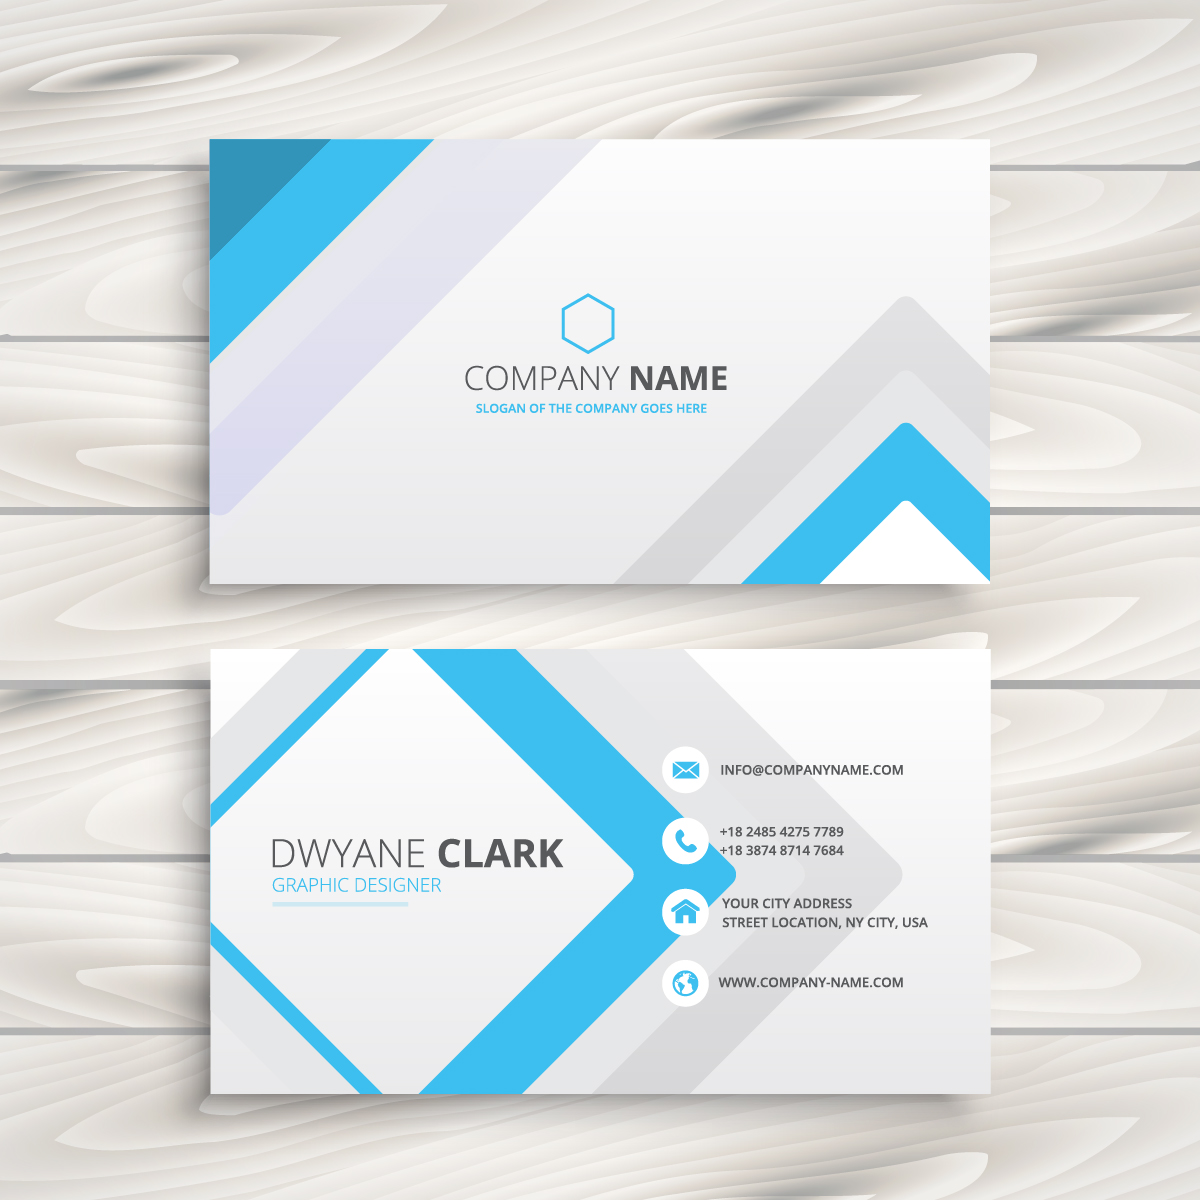 COMPANY NAME
SLOGAN OF THE COMPANY GOES HERE
DWYANE CLARK
GRAPHIC DESIGNER
INFO@COMPANYNAME.COM
+18 2485 4275 7789
+18 3874 8714 7684
YOUR CITY ADDRESS
STREET LOCATION, NY CITY, USA
WWW.COMPANY-NAME.COM